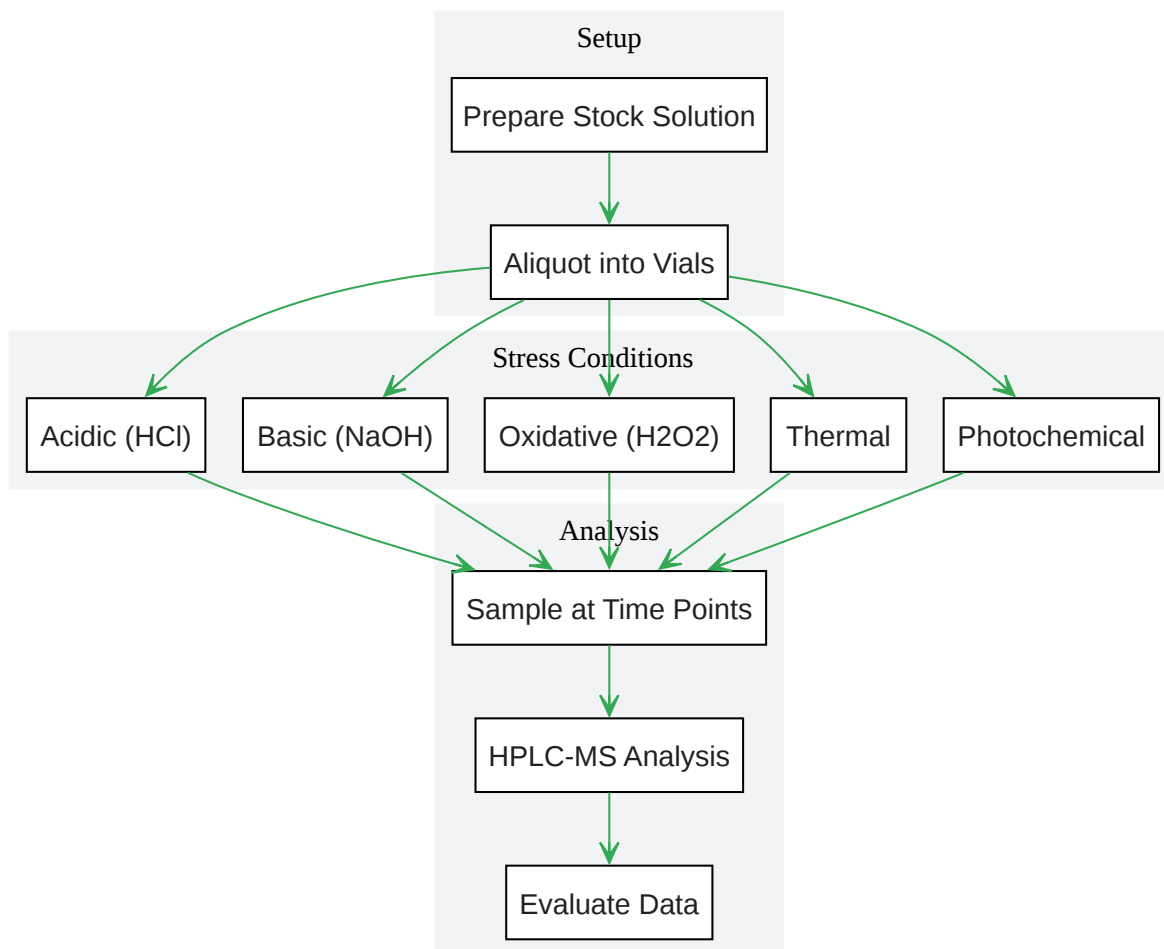 Setup
Prepare Stock Solution
Aliquot into Vials
Stress Conditions
Acidic (HCl)
Basic (NaOH)
Oxidative (H2O2)
Thermal
Photochemical
Analysis
Sample at Time Points
HPLC-MS Analysis
Evaluate Data